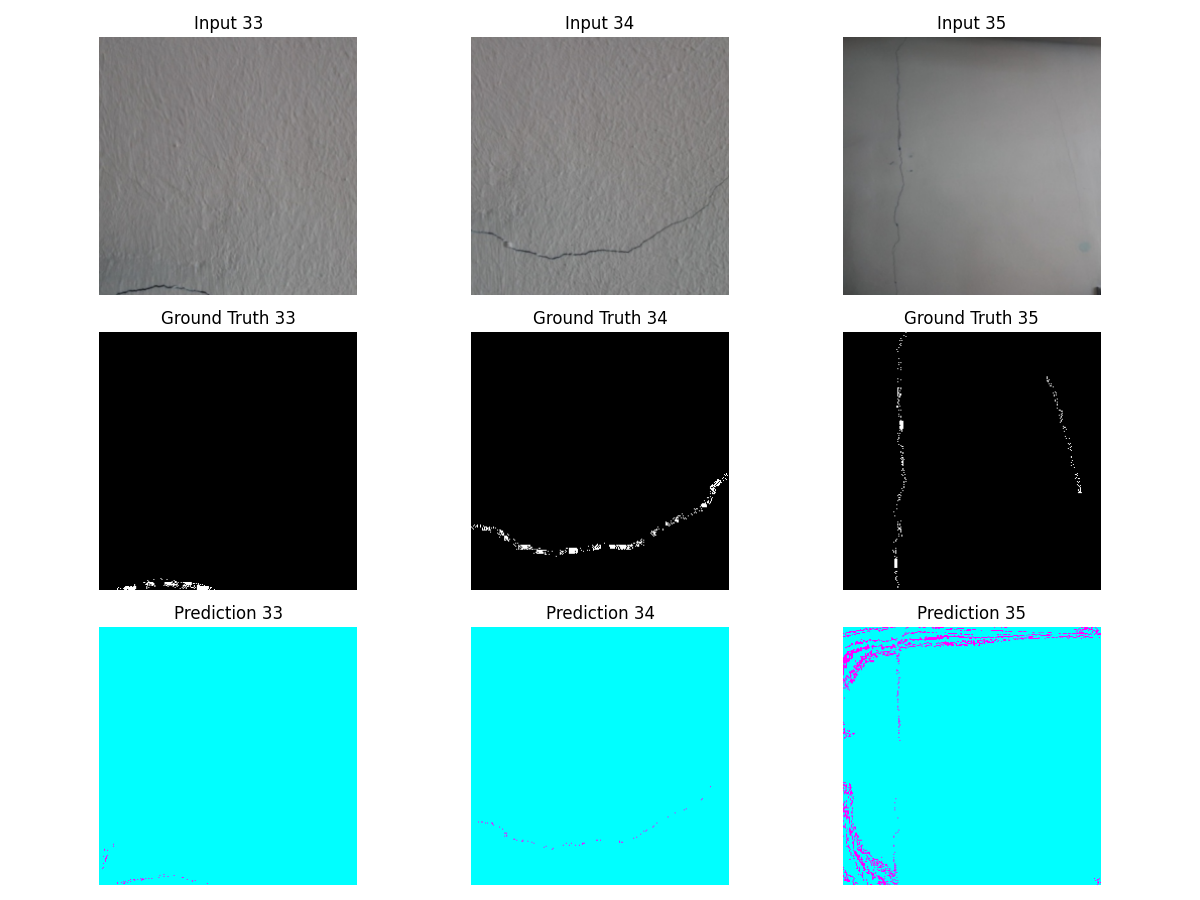 Input 33
Input 34
Input 35
Ground Truth 33
Ground Truth 34
Ground Truth 35
Prediction 33
Prediction 34
Prediction 35